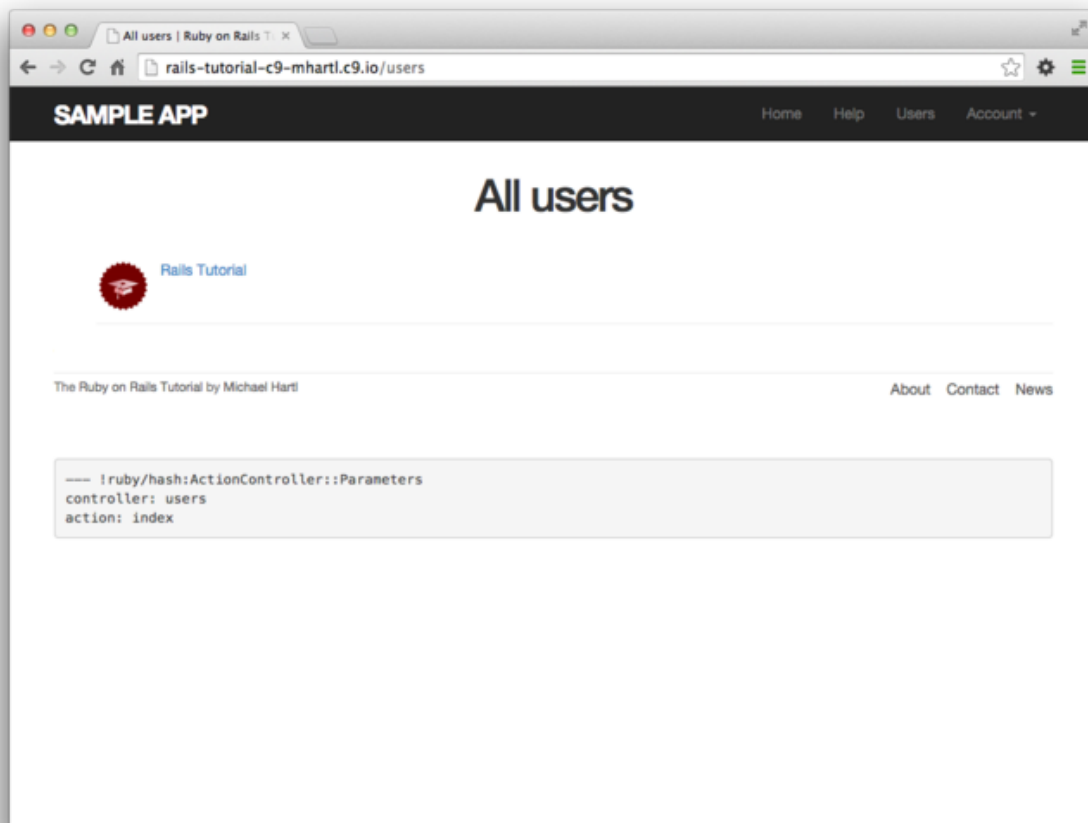 All users | Ruby on Rails T
rails-tutorial-c9-mhartl.c9.io/users
SAMPLE APP
Home Help Users Account
All users
Rails Tutorial
The Ruby on Rails Tutorial by Michael Hartl
About Contact News
--- !ruby/hash:ActionController::Parameters
controller: users
action: index